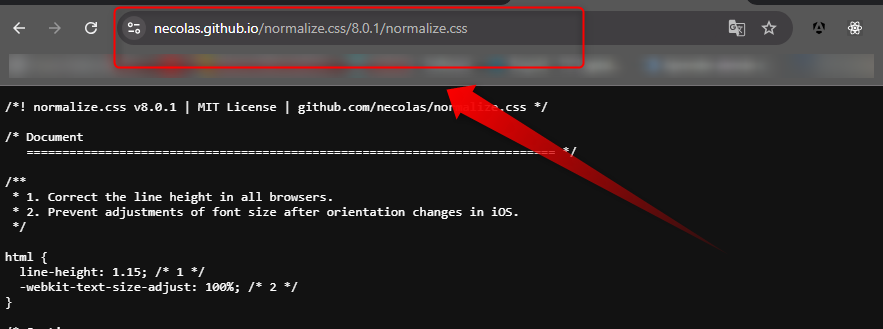 necolas.github.io/normalize.css/8.0.1/normalize.css
/*! normalize.css v8.0.1 | MIT License | github.com/necolas/normalize.css */
/* Document
========================================================================== */
/**
* 1. Correct the line height in all browsers.
* 2. Prevent adjustments of font size after orientation changes in iOS.
*/
html {
line-height: 1.15; /* 1 */
-webkit-text-size-adjust: 100%; /* 2 */
}